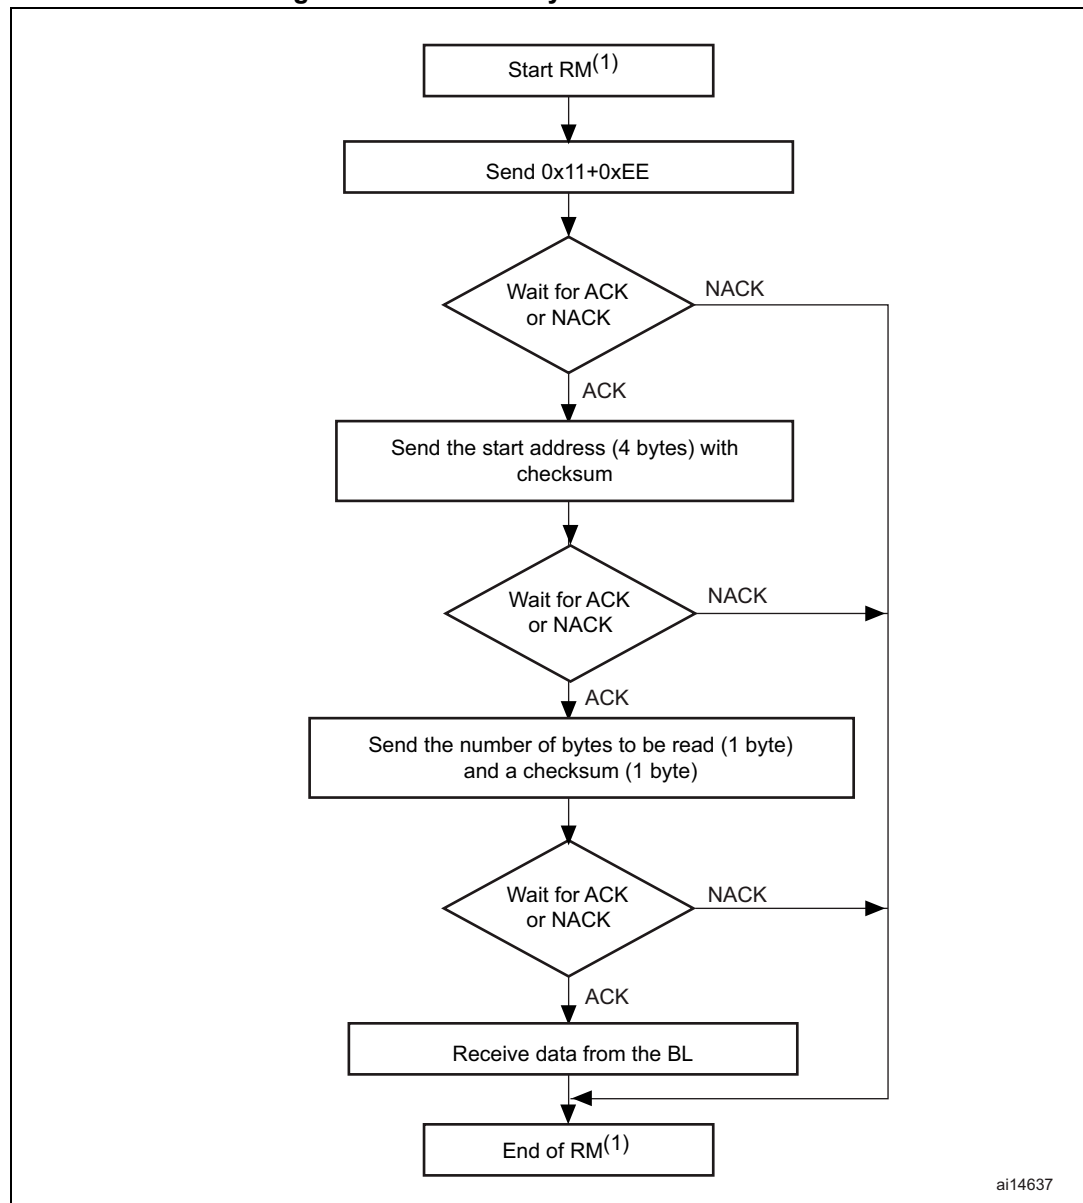 Start RM(1)
Send 0x11+0xEE
Wait for ACK
or NACK
NACK
ACK
Send the start address (4 bytes) with
checksum
Wait for ACK
or NACK
NACK
ACK
Send the number of bytes to be read (1 byte)
and a checksum (1 byte)
Wait for ACK
or NACK
NACK
ACK
Receive data from the BL
End of RM(1)
ai14637